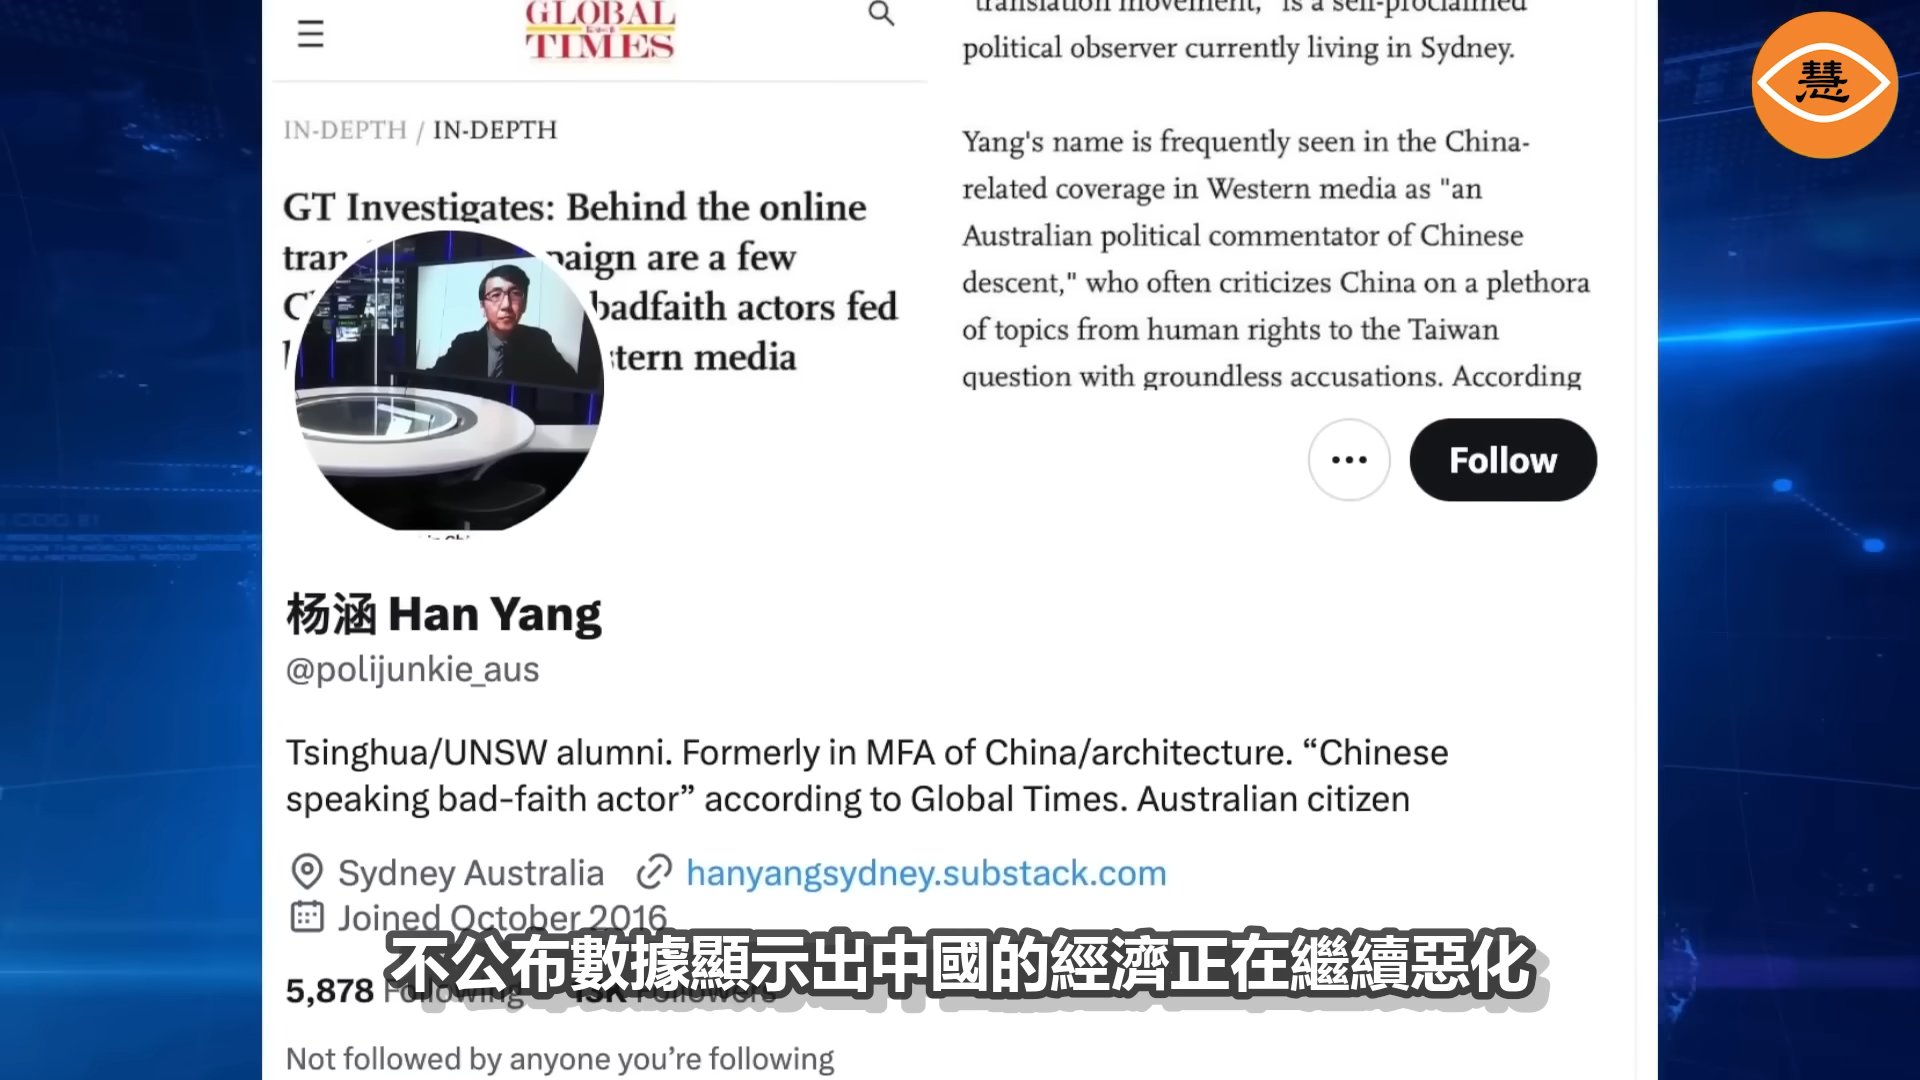 GLOBAL
TIMES
IN-DEPTH / IN-DEPTH
GT Investigates: Behind the online
paign are a few
badfaith actors fed
tern media
political observer currently living in Sydney.
Yang's name is frequently seen in the China-
related coverage in Western media as "an
Australian political commentator of Chinese
descent," who often criticizes China on a plethora
of topics from human rights to the Taiwan
question with groundless accusations. According
慧
Follow
杨涵 Han Yang
@polijunkie_aus
Tsinghua/UNSW alumni. Formerly in MFA of China/architecture. “Chinese
speaking bad-faith actor” according to Global Times. Australian citizen
Sydney Australia hanyangsydney.substack.com
Joined October 2016
5,878 Following 13K Followers
不公布數據顯示出中國的經濟正在繼續惡化
Not followed by anyone you’re following